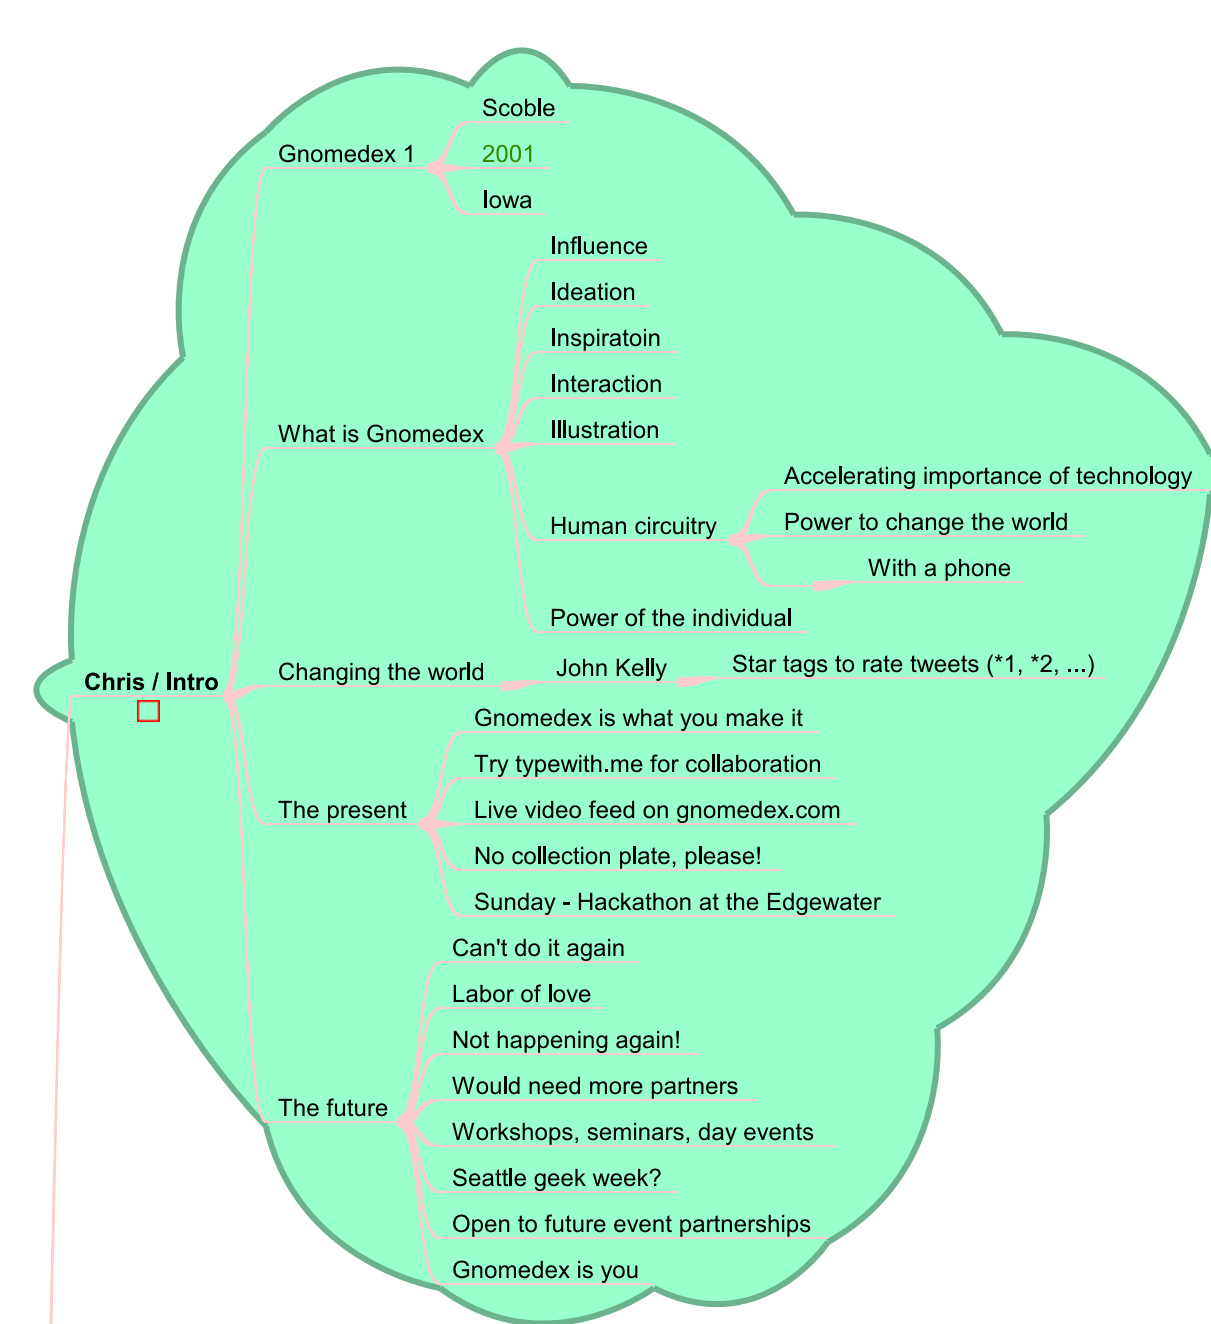 Scoble
Gnomedex 1
2001
Iowa
Influence
Ideation
Inspiratoin
Interaction
What is Gnomedex
Illustration
Accelerating importance of technology
Human circuitry
Power to change the world
With a phone
Power of the individual
Chris / Intro
Changing the world
John Kelly
Star tags to rate tweets (*1, *2, ...)
Gnomedex is what you make it
Try typewith.me for collaboration
The present
Live video feed on gnomedex.com
No collection plate, please!
Sunday - Hackathon at the Edgewater
Can't do it again
Labor of love
Not happening again!
Would need more partners
The future
Workshops, seminars, day events
Seattle geek week?
Open to future event partnerships
Gnomedex is you